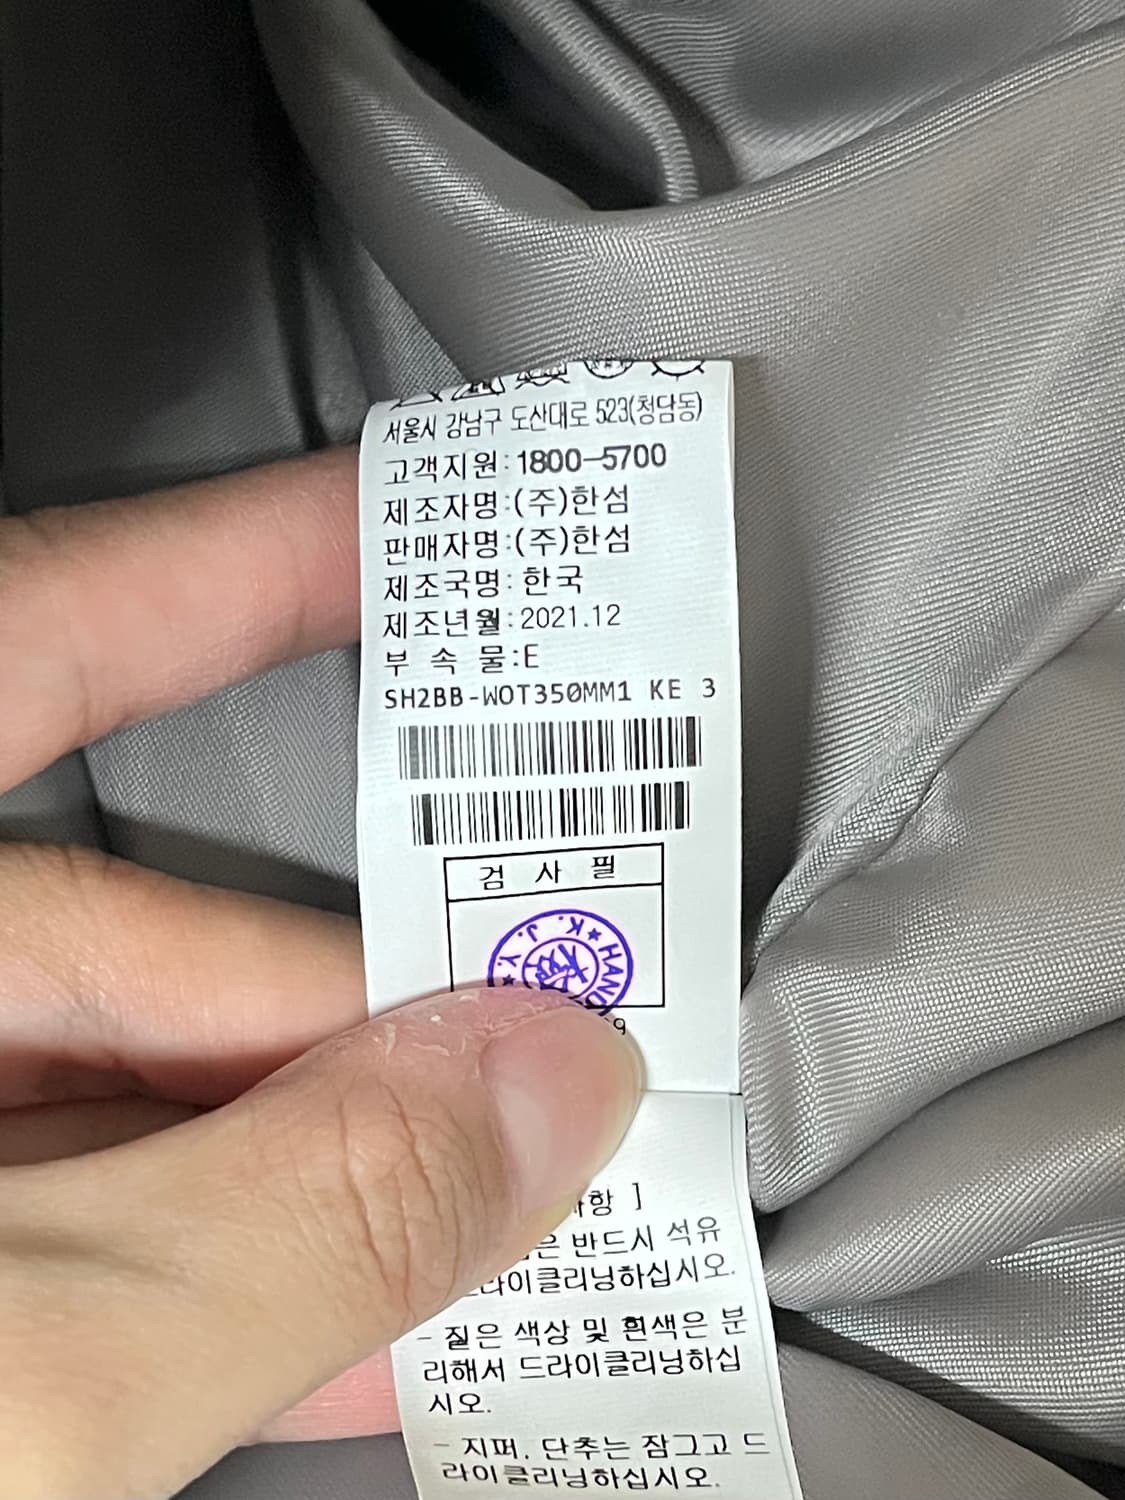 서울시 강남구 도산대로 523(청담동)
고객지원:1800-5700
제조자명:(주)한섬
판매자명:(주)한섬
제조국명:한국
제조년월:2021.12
부 속 물:E
SH2BB-WOT350MM1 KE 3
검 사 필
K. J. Y. ★ HAND
9
항 ]
은 반드시 석유
라이클리닝하십시오.
- 짙은 색상 및 흰색은 분
리해서 드라이클리닝하십
시오.
- 지퍼, 단추는 잠그고 드
라이클리닝하십시오.